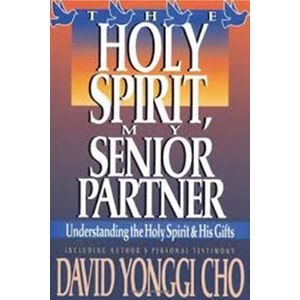 THE
HOLY
SPIRIT,
MY
SENIOR
PARTNER
Understanding the Holy Spirit & His Gifts
INCLUDING AUTHOR'S PERSONAL TESTIMONY
DAVID YONGGI CHO